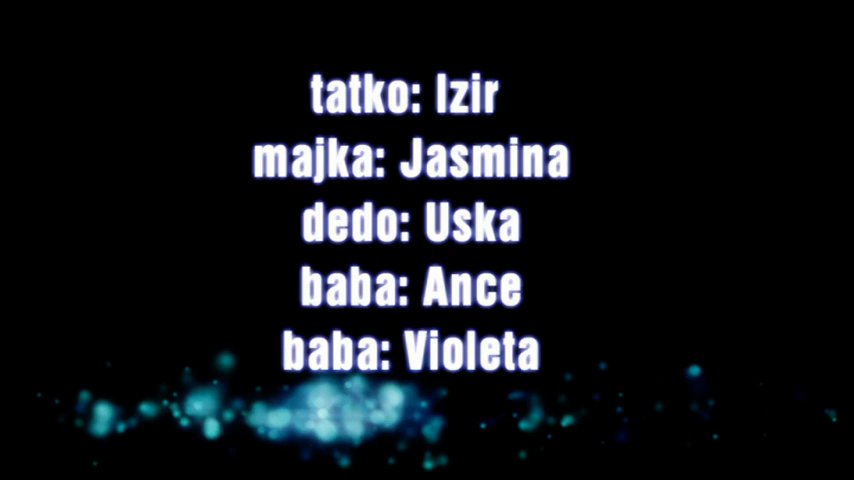 tatko: Izir
majka: Jasmina
dedo: Uska
baba: Ance
baba: Violeta